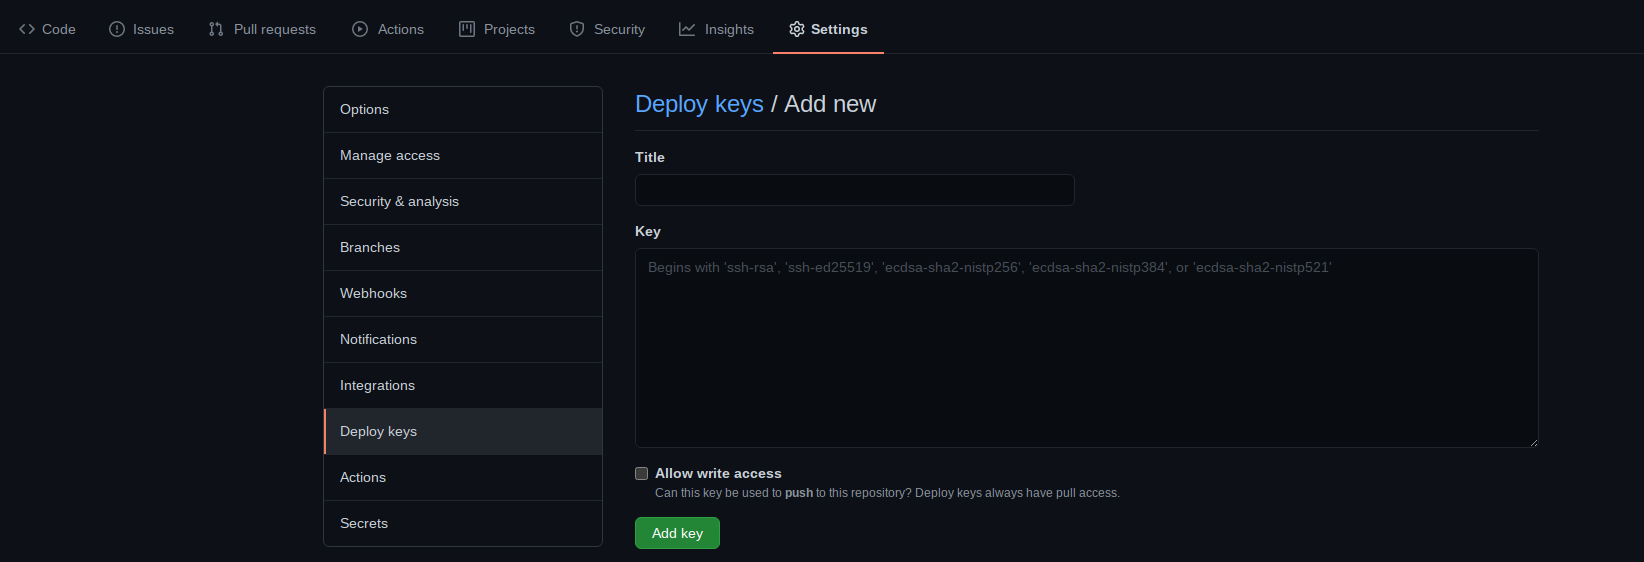 Code Issues Pull requests Actions Projects Security Insights Settings
Options
Manage access
Security & analysis
Branches
Webhooks
Notifications
Integrations
Deploy keys
Actions
Secrets
Deploy keys / Add new
Title
Key
Begins with 'ssh-rsa', 'ssh-ed25519', 'ecdsa-sha2-nistp256', 'ecdsa-sha2-nistp384', or 'ecdsa-sha2-nistp521'
Allow write access
Can this key be used to push to this repository? Deploy keys always have pull access.
Add key